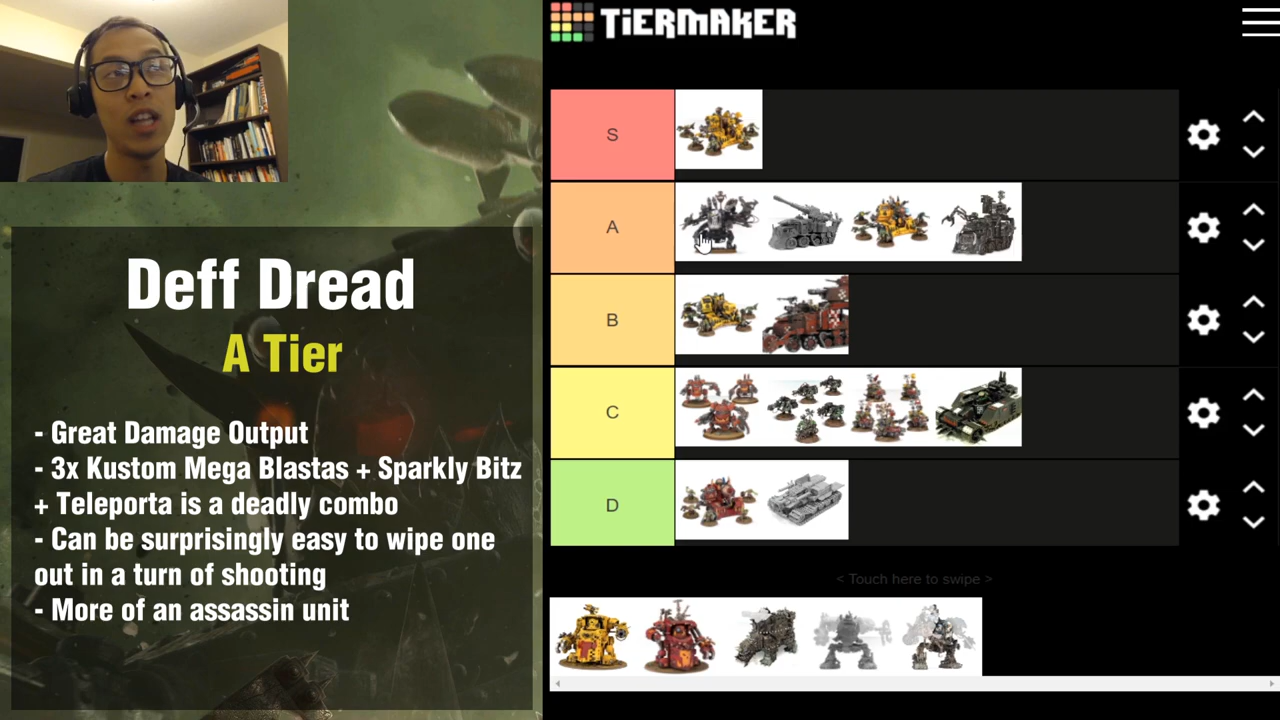 TiERMAKER
Deff Dread
A Tier
- Great Damage Output
- 3x Kustom Mega Blastas + Sparkly Bitz
+ Teleporta is a deadly combo
- Can be surprisingly easy to wipe one
out in a turn of shooting
- More of an assassin unit
S
A
B
C
D
< Touch here to swipe >